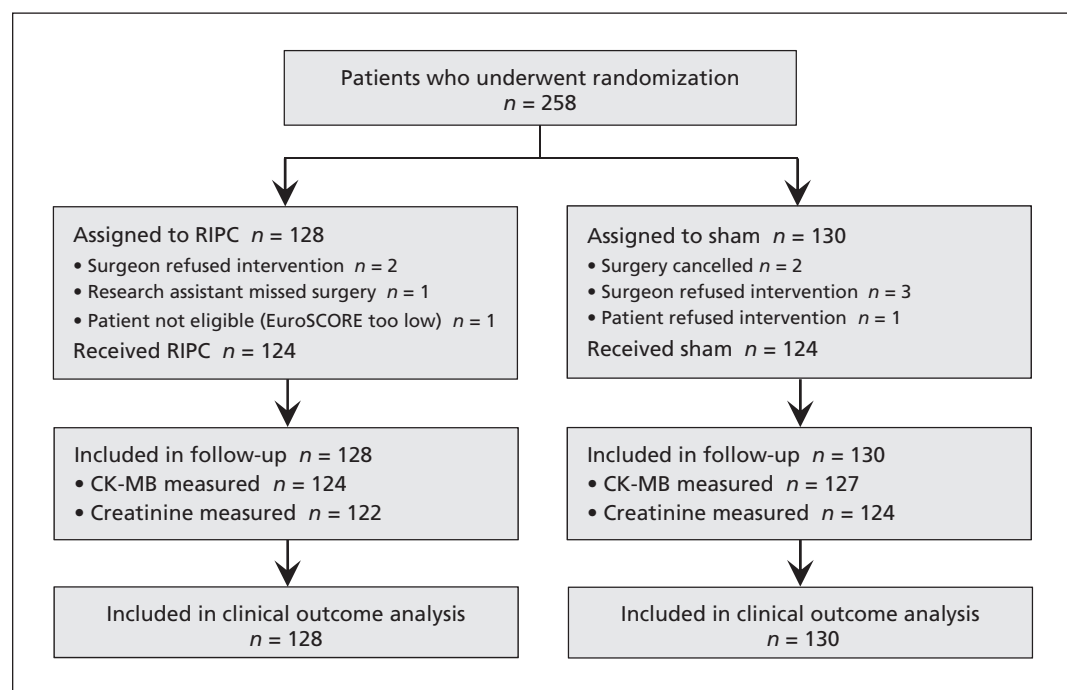 Patients who underwent randomization
n = 258
Assigned to RIPC n = 128
• Surgeon refused intervention n = 2
• Research assistant missed surgery n = 1
• Patient not eligible (EuroSCORE too low) n = 1
Received RIPC n = 124
Assigned to sham n = 130
• Surgery cancelled n = 2
• Surgeon refused intervention n = 3
• Patient refused intervention n = 1
Received sham n = 124
Included in follow-up n = 128
• CK-MB measured n = 124
• Creatinine measured n = 122
Included in follow-up n = 130
• CK-MB measured n = 127
• Creatinine measured n = 124
Included in clinical outcome analysis
n = 128
Included in clinical outcome analysis
n = 130